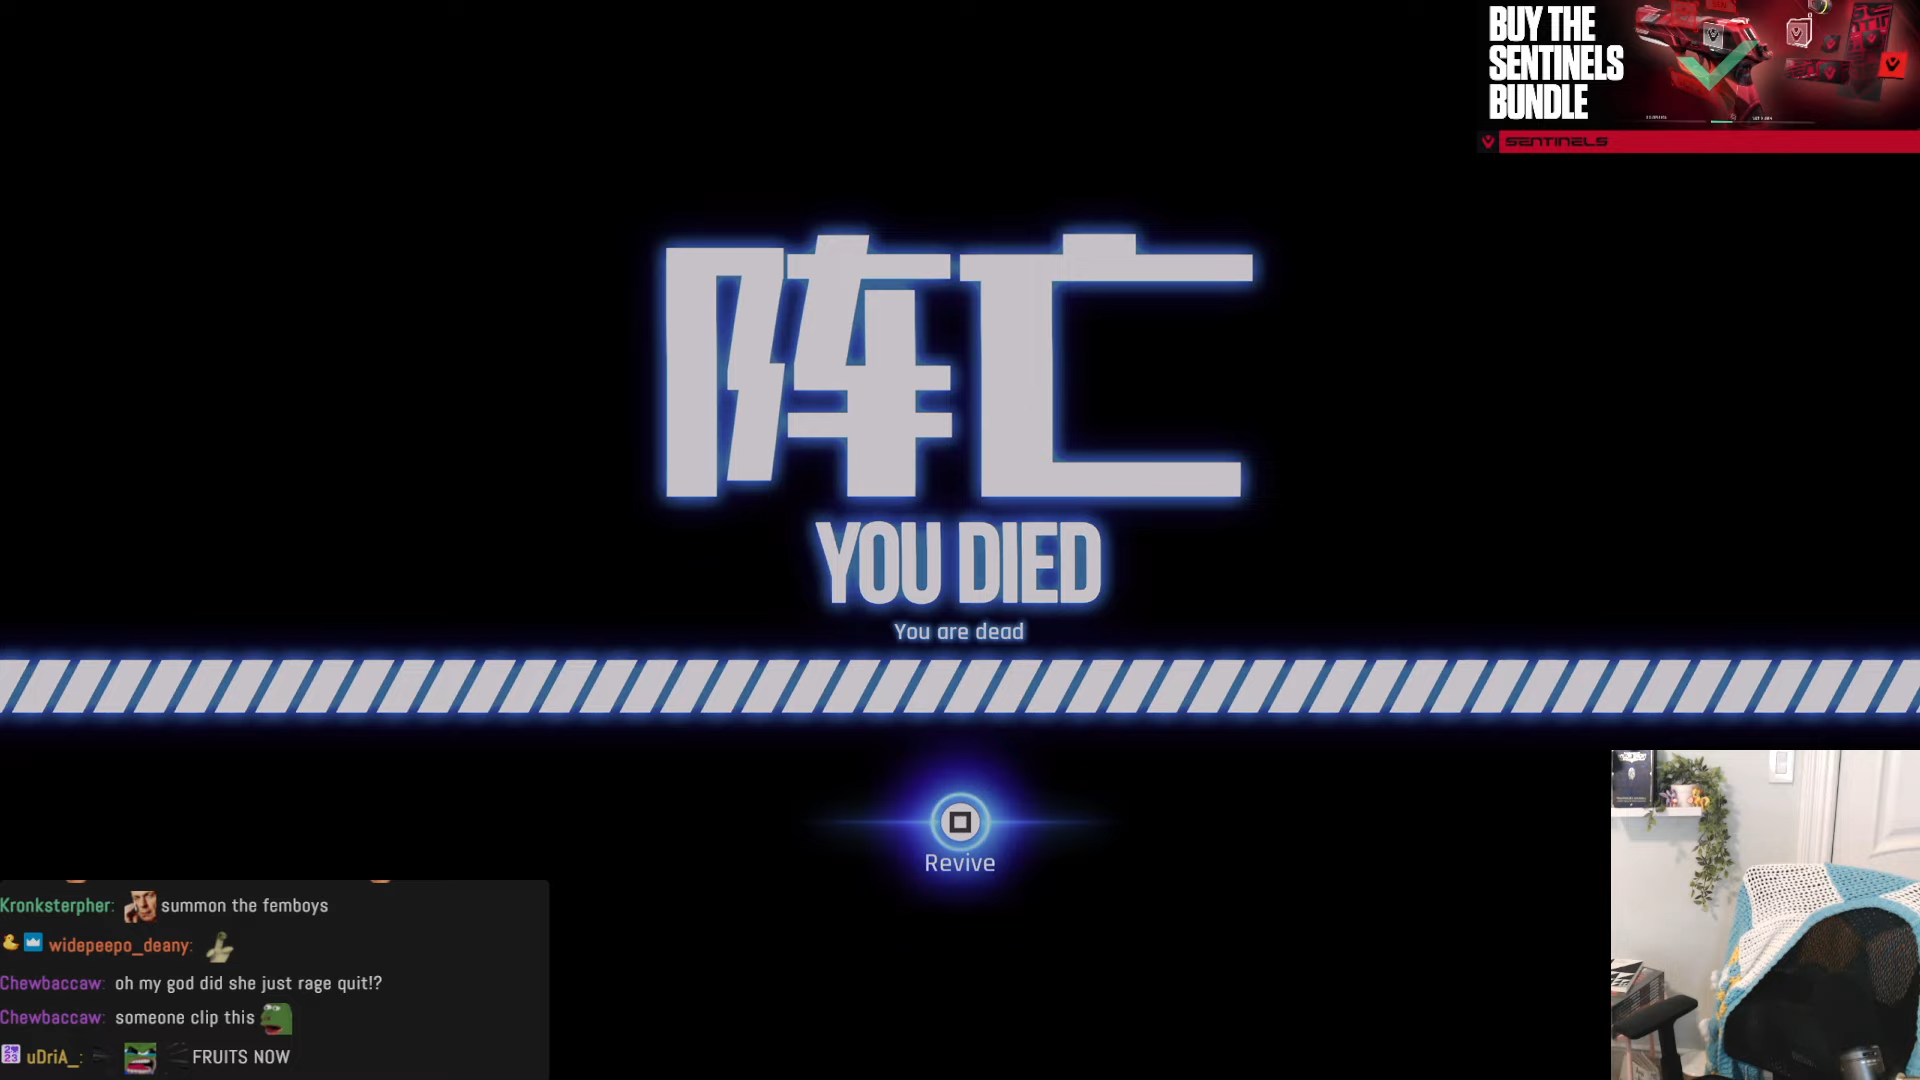 BUY THE
SENTINELS
BUNDLE
SENTINELS
阵亡
YOU DIED
You are dead
Revive
Kronksterpher: summon the femboys
widepeepo_deany:
Chewbaccaw: oh my god did she just rage quit!?
Chewbaccaw: someone clip this
uDriA_: FRUITS NOW